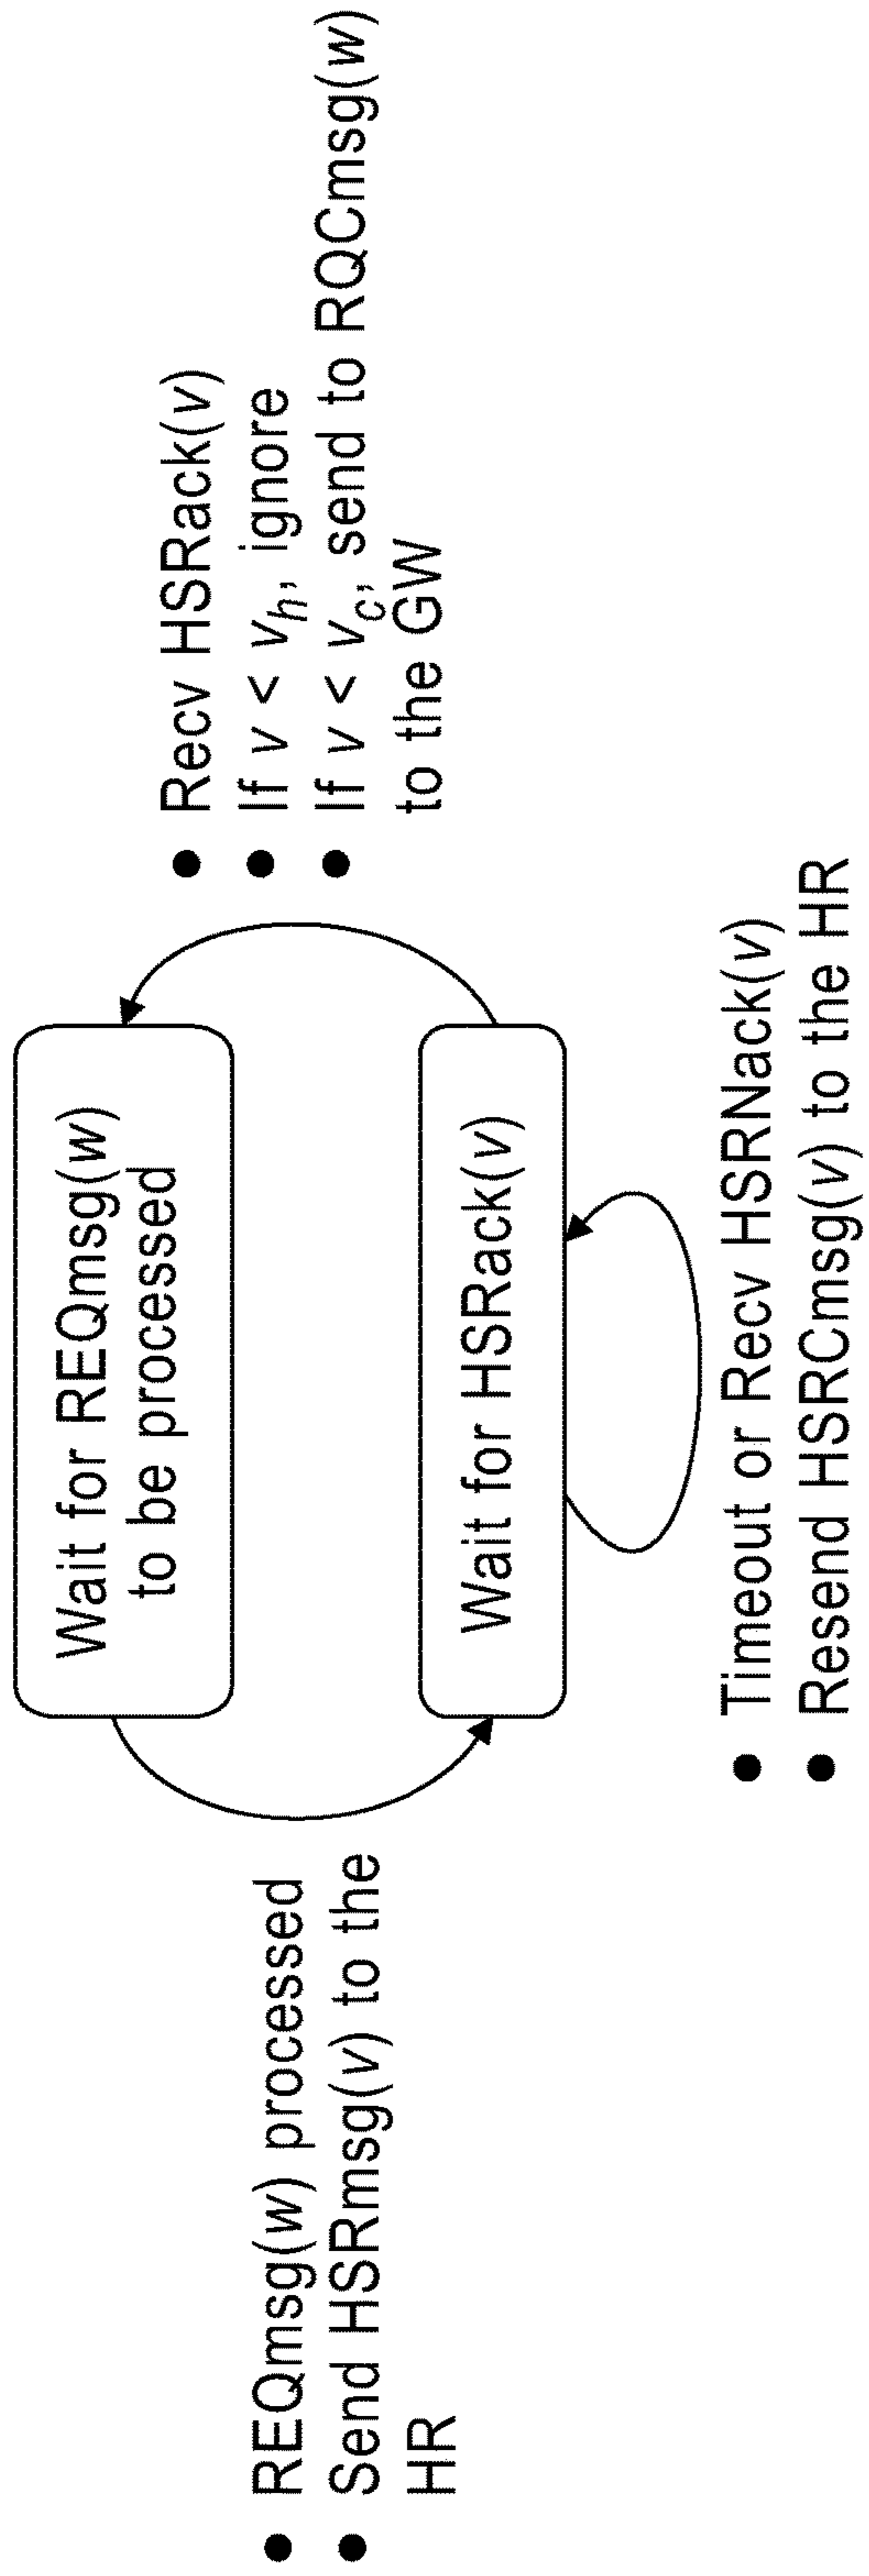 Wait for REQmsg(w)
to be processed
● REQmsg(w) processed
● Send HSRmsg(v) to the
HR
● Recv HSRack(v)
● If v < vₕ, ignore
● If v < v_c, send to RQCmsg(w)
to the GW
Wait for HSRack(v)
● Timeout or Recv HSRNack(v)
● Resend HSRCmsg(v) to the HR